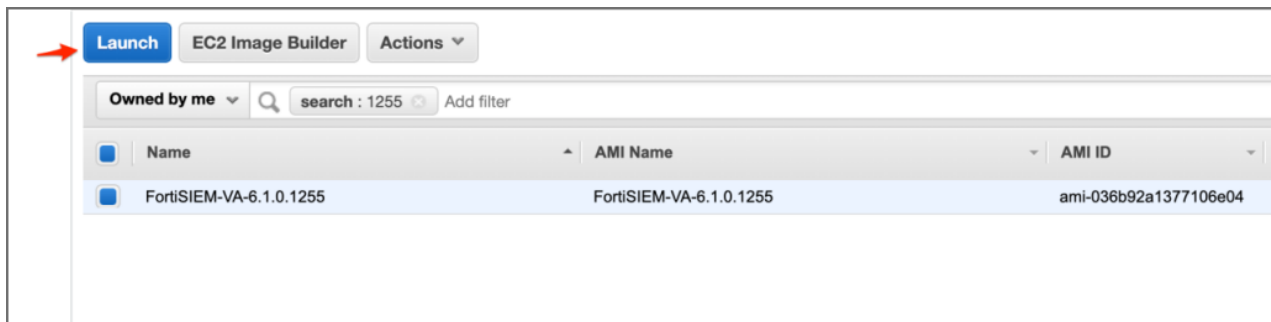 Launch EC2 Image Builder Actions
Owned by me search : 1255 Add filter
Name AMI Name AMI ID
FortiSIEM-VA-6.1.0.1255 FortiSIEM-VA-6.1.0.1255 ami-036b92a1377106e04